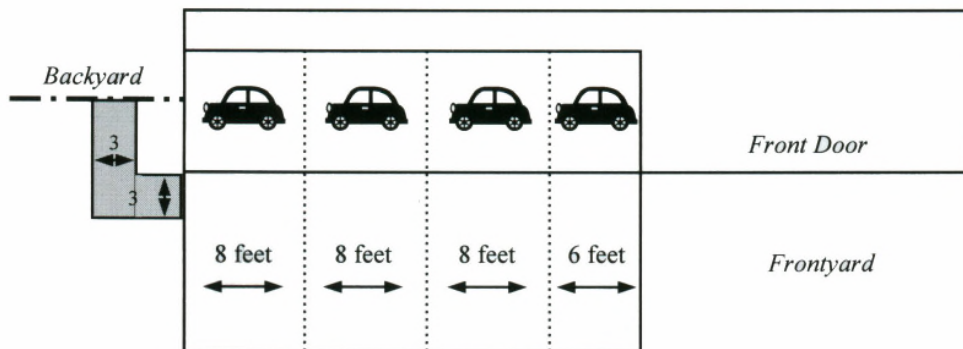 Backyard
3
Front Door
3
8 feet 8 feet 8 feet 6 feet
Frontyard